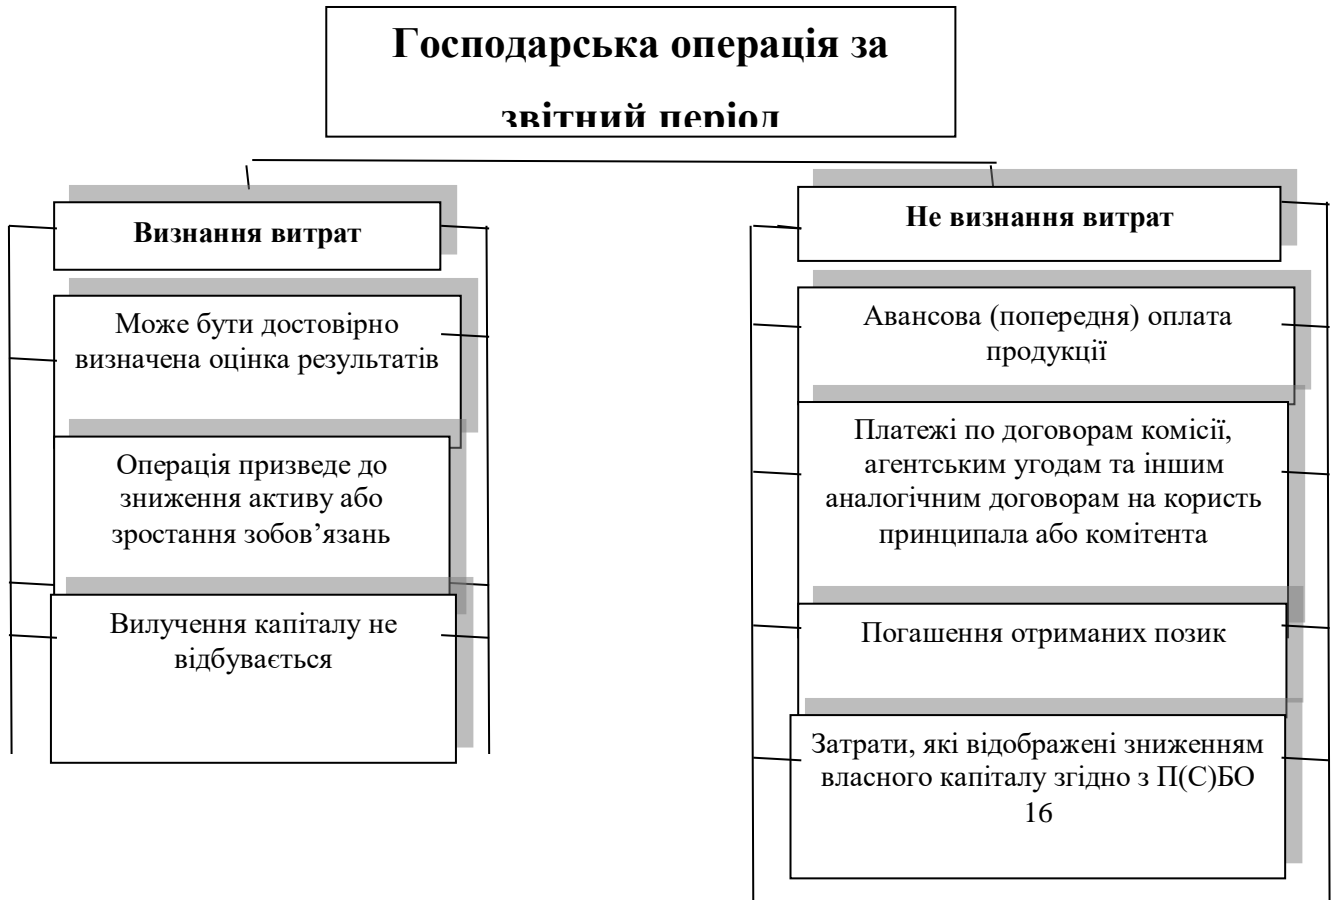 Господарська операція за
звітний період
Визнання витрат
Може бути достовірно
визначена оцінка результатів
Операція призведе до
зниження активу або
зростання зобов’язань
Вилучення капіталу не
відбувається
Не визнання витрат
Авансова (попередня) оплата
продукції
Платежі по договорам комісії,
агентським угодам та іншим
аналогічним договорам на користь
принципала або комітента
Погашення отриманих позик
Затрати, які відображені зниженням
власного капіталу згідно з П(С)БО
16